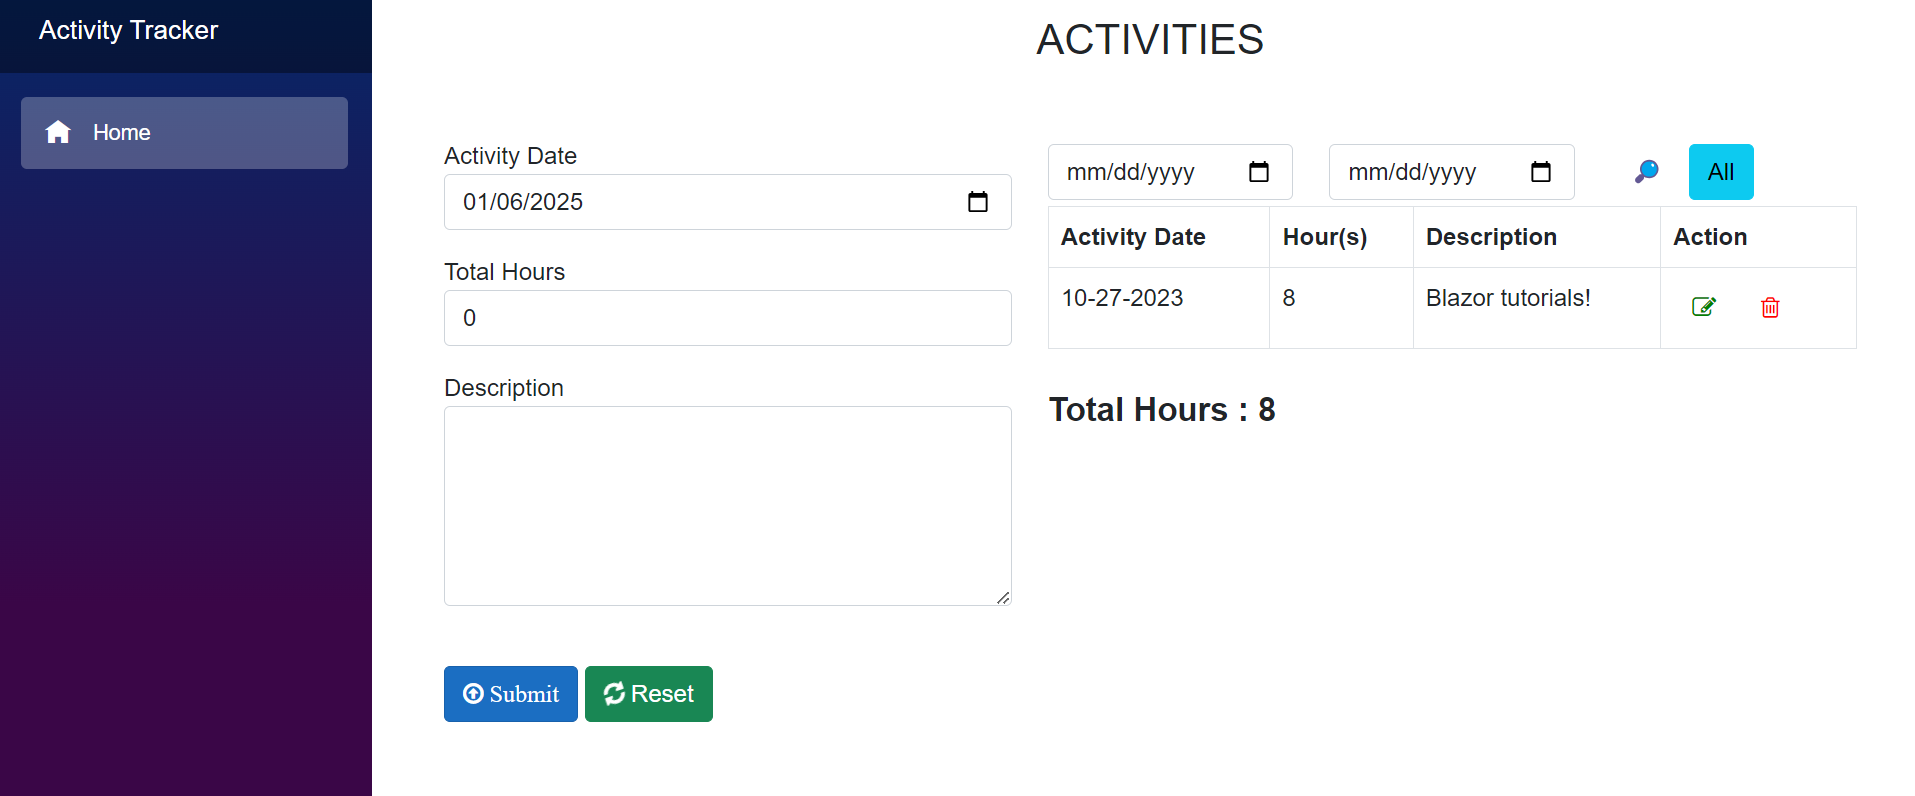 Activity Tracker
Home
ACTIVITIES
Activity Date
01/06/2025
Total Hours
0
Description
Submit Reset
mm/dd/yyyy mm/dd/yyyy All
Activity Date Hour(s) Description Action
10-27-2023 8 Blazor tutorials!
Total Hours : 8